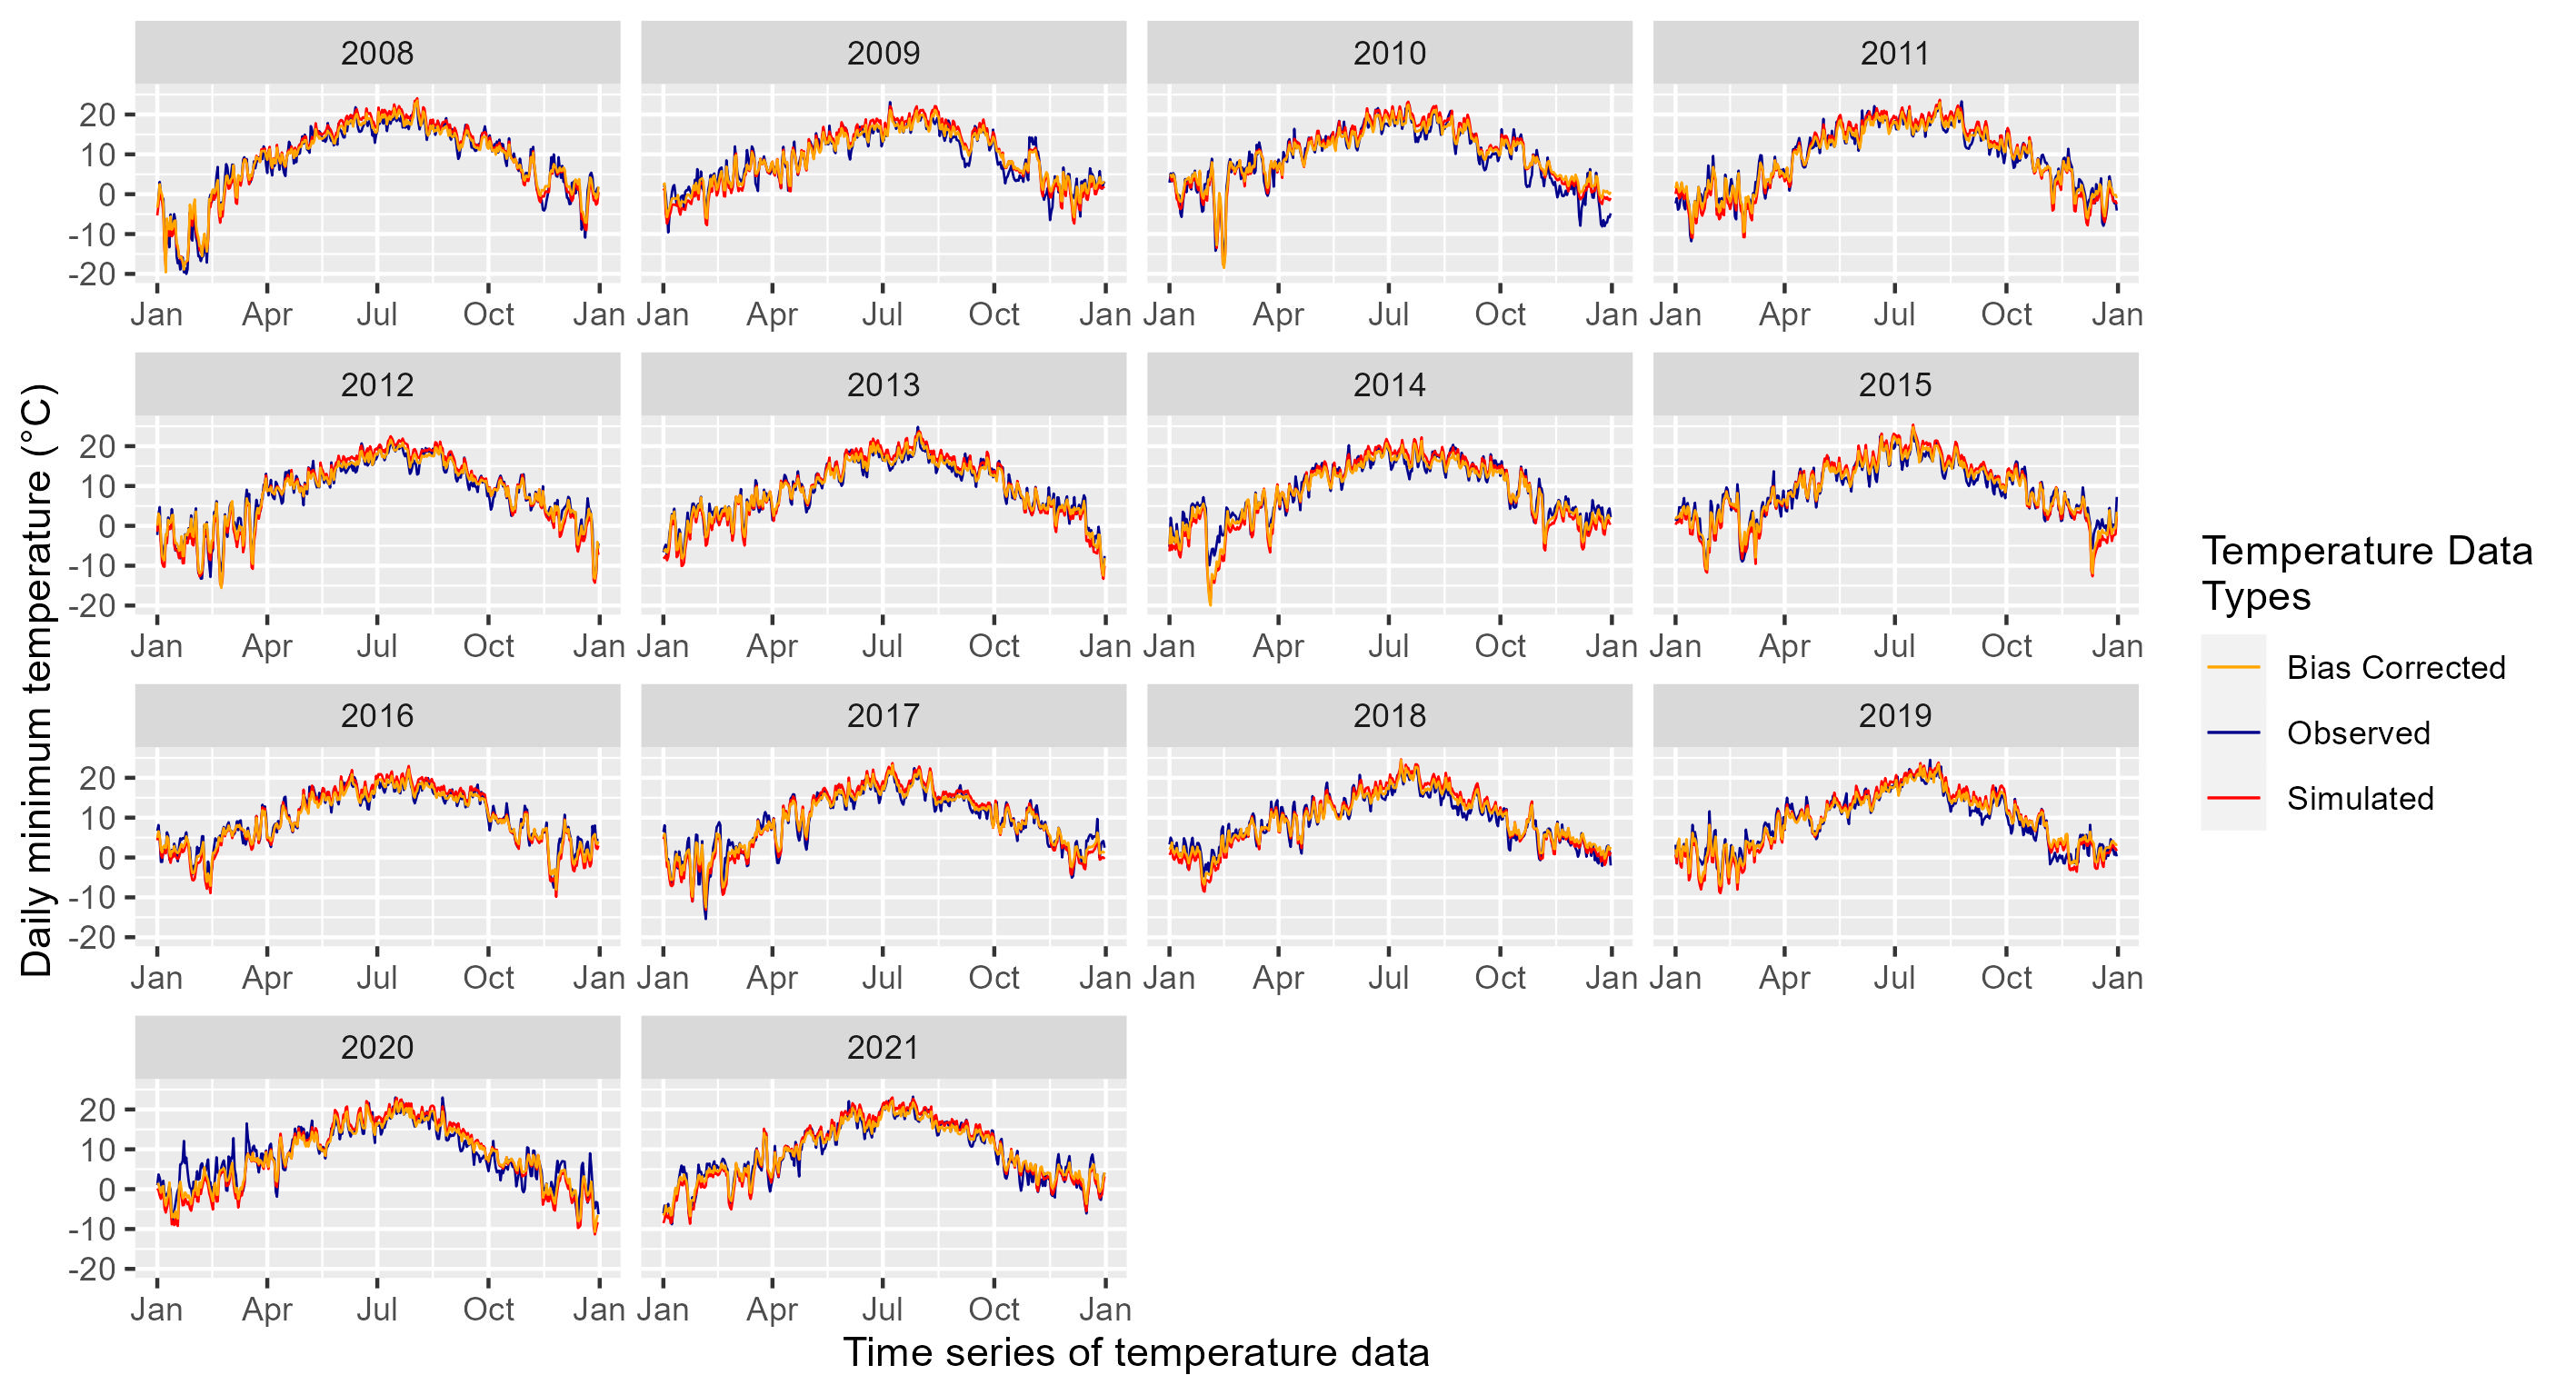 2008 2009 2010 2011
20
10
0
-10
-20
Jan Apr Jul Oct Jan Jan Apr Jul Oct Jan Jan Apr Jul Oct Jan Jan Apr Jul Oct Jan
2012 2013 2014 2015
20
10
0
-10
-20
Jan Apr Jul Oct Jan Jan Apr Jul Oct Jan Jan Apr Jul Oct Jan Jan Apr Jul Oct Jan
2016 2017 2018 2019
20
10
0
-10
-20
Jan Apr Jul Oct Jan Jan Apr Jul Oct Jan Jan Apr Jul Oct Jan Jan Apr Jul Oct Jan
2020 2021
20
10
0
-10
-20
Jan Apr Jul Oct Jan Jan Apr Jul Oct Jan
Daily minimum temperature (°C)
Time series of temperature data
Temperature Data
Types
Bias Corrected
Observed
Simulated